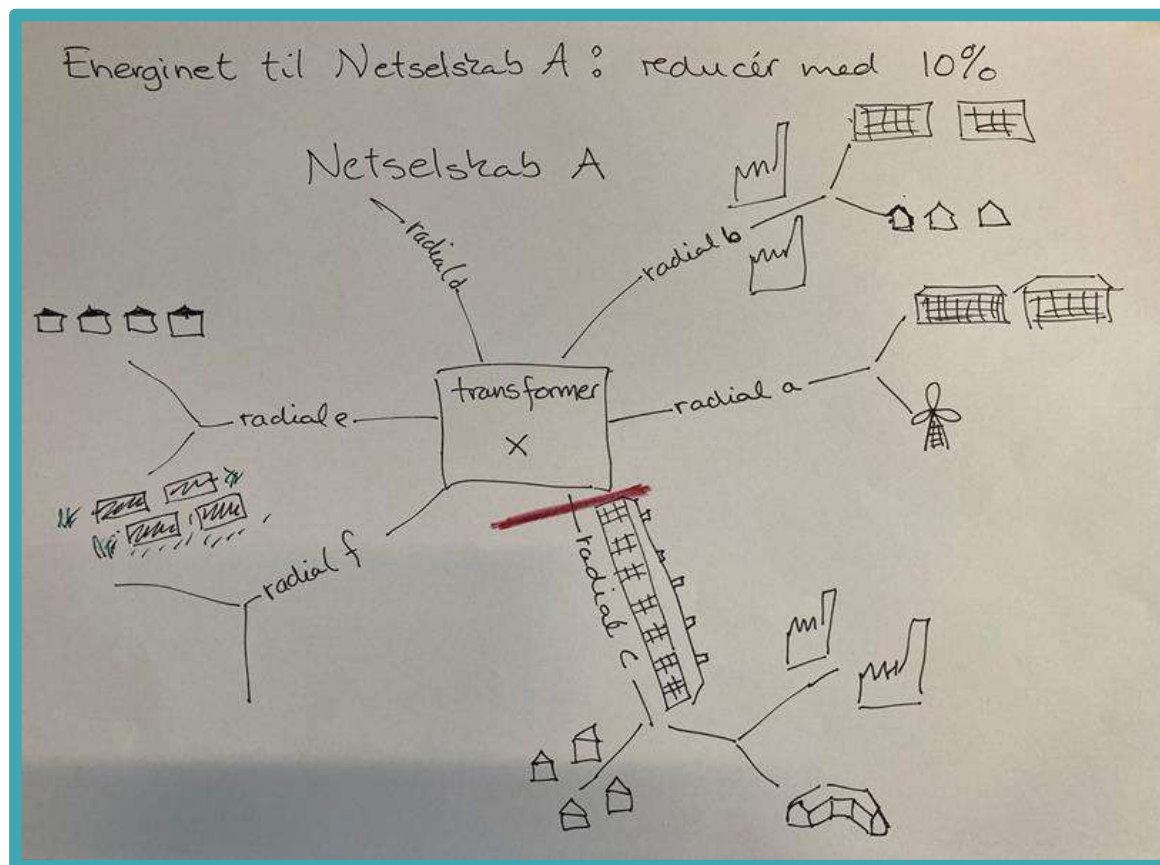 Energinet til Netselskab A: reducér med 10%
Netselskab A
radial d
radial b
transformer
X
radial a
radial e
radial f
radial c